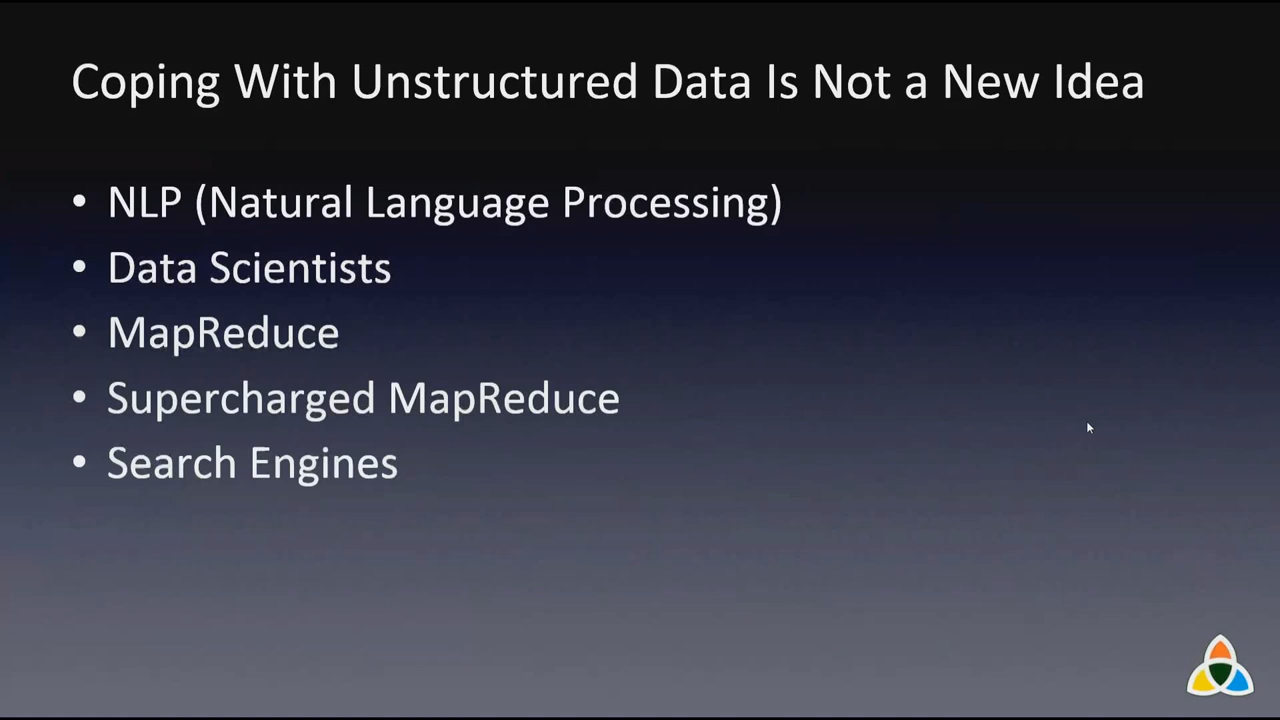 Coping With Unstructured Data Is Not a New Idea
• NLP (Natural Language Processing)
• Data Scientists
• MapReduce
• Supercharged MapReduce
• Search Engines